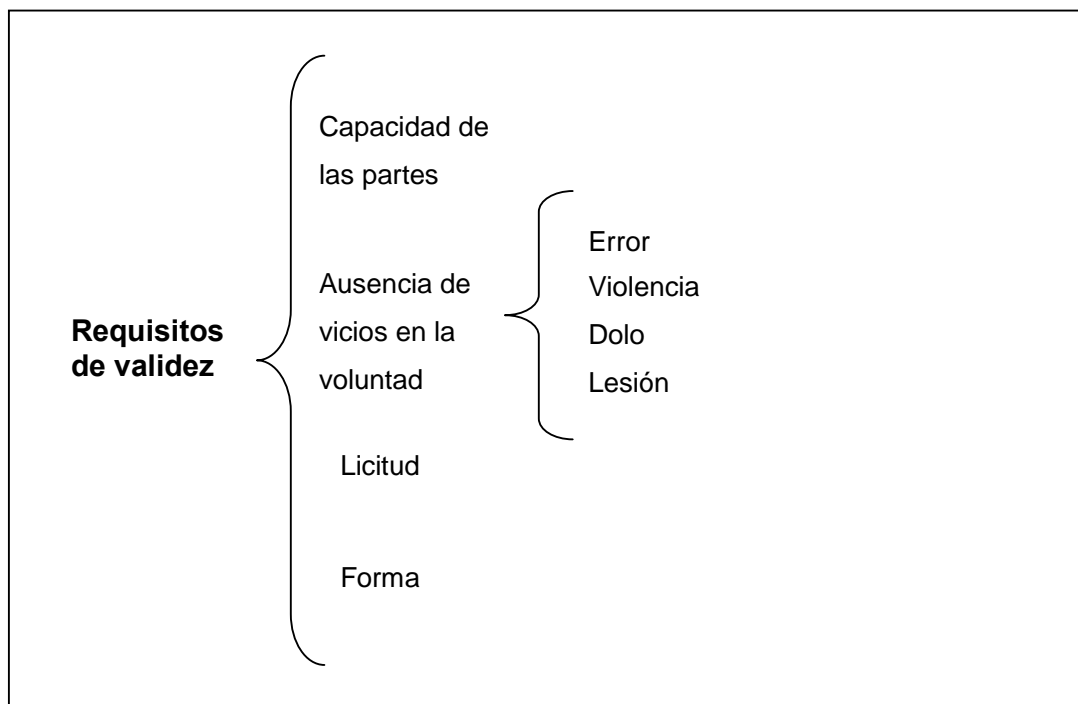 Requisitos
de validez
Capacidad de
las partes
Ausencia de
vicios en la
voluntad
Error
Violencia
Dolo
Lesión
Licitud
Forma